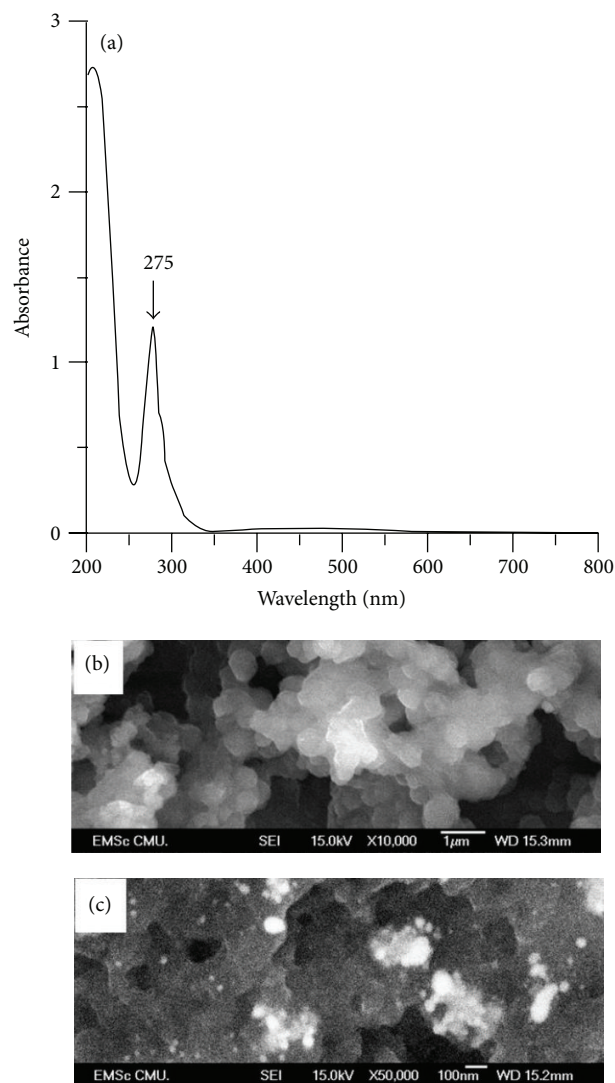 (a)
3
2
1
0
Absorbance
275
200 300 400 500 600 700 800
Wavelength (nm)
(b)
EMSc CMU. SEI 15.0kV X10,000 1μm WD 15.3mm
(c)
EMSc CMU. SEI 15.0kV X50,000 100nm WD 15.2mm